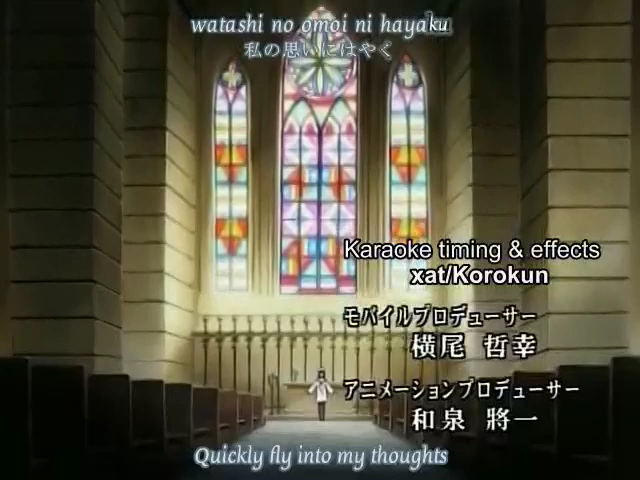 watashi no omoi ni hayaku
私の思いにはやく
Karaoke timing & effects
xat/Korokun
モバイルプロデューサー
横尾 哲幸
アニメーションプロデューサー
和泉 將一
Quickly fly into my thoughts